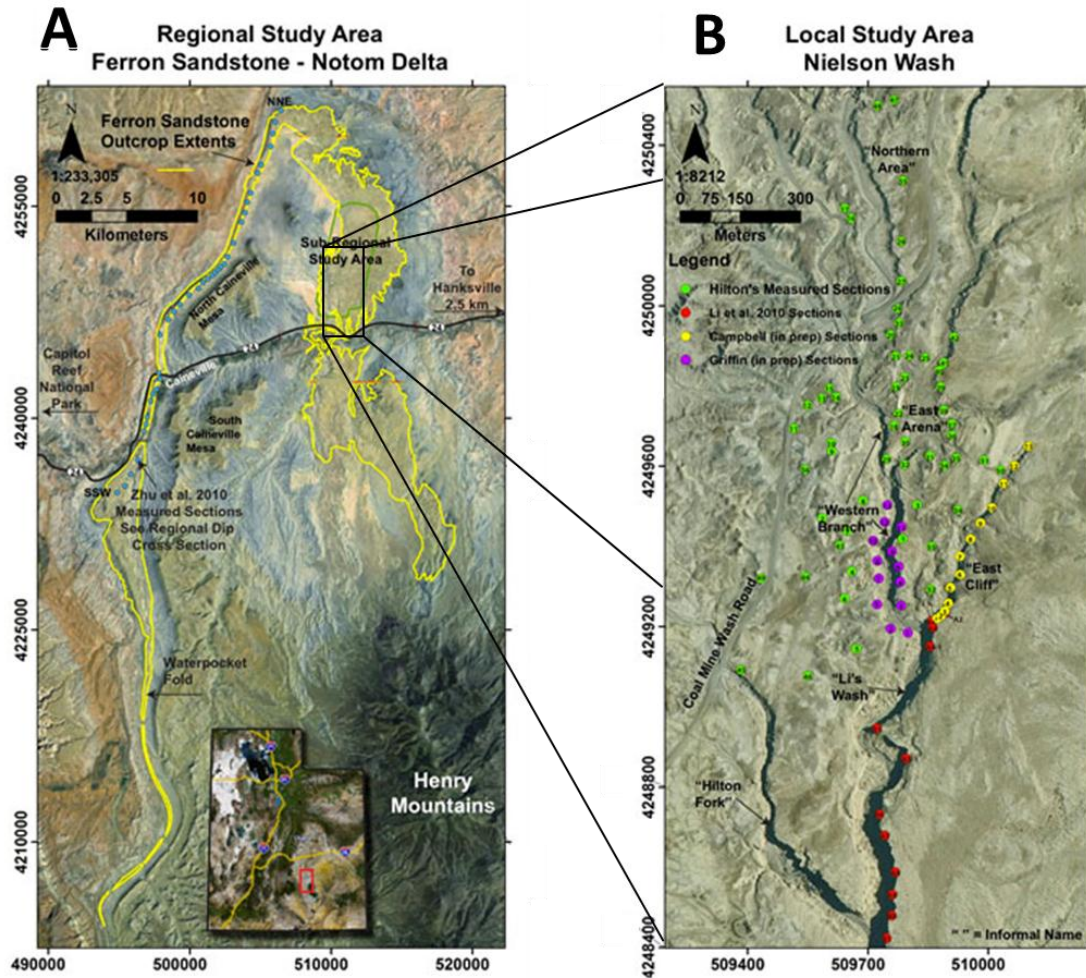 A
Regional Study Area
Ferron Sandstone - Notom Delta
NNE
Ferron Sandstone
Outcrop Extents
N
1:233,305
0 2.5 5 10
Kilometers
Sub-Regional
Study Area
To
Hanksville
2.5 km
North Caineville
Mesa
24
24
Capitol
Reef
National
Park
Caineville
South
Caineville
Mesa
24
SSW
Zhu et al. 2010
Measured Sections
See Regional Dip
Cross Section
Waterpocket
Fold
Henry
Mountains
4255000
4240000
4225000
4210000
490000 500000 510000 520000
B
Local Study Area
Nielson Wash
N
1:8212
0 75 150 300
Meters
"Northern
Area"
Legend
Hilton's Measured Sections
Li et al. 2010 Sections
Campbell (in prep) Sections
Griffin (in prep) Sections
"East
Arena"
"Western
Branch"
"East
Cliff"
Coal Mine Wash Road
"Li's
Wash"
"Hilton
Fork"
" " = Informal Name
4250400
4250000
4249600
4249200
4248800
4248400
509400 509700 510000